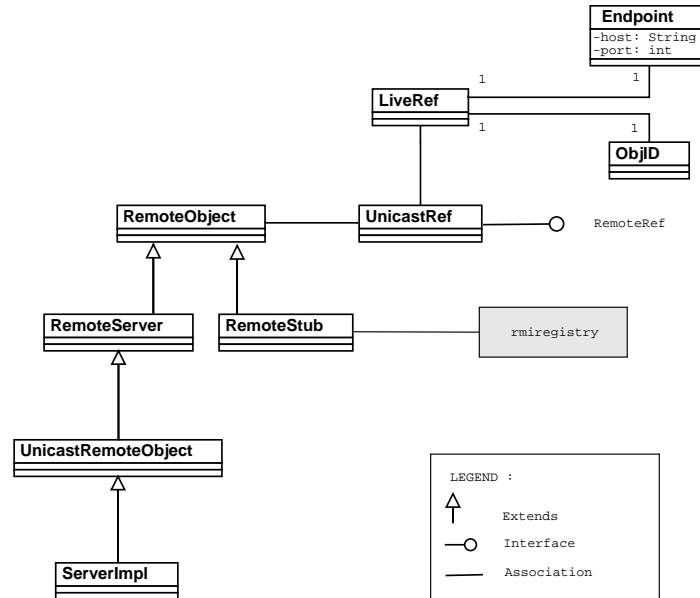 Endpoint
-host: String
-port: int
1
1
LiveRef
1
1
ObjID
RemoteObject
UnicastRef
RemoteRef
RemoteServer
RemoteStub
rmiregistry
UnicastRemoteObject
LEGEND :
Extends
Interface
Association
ServerImpl